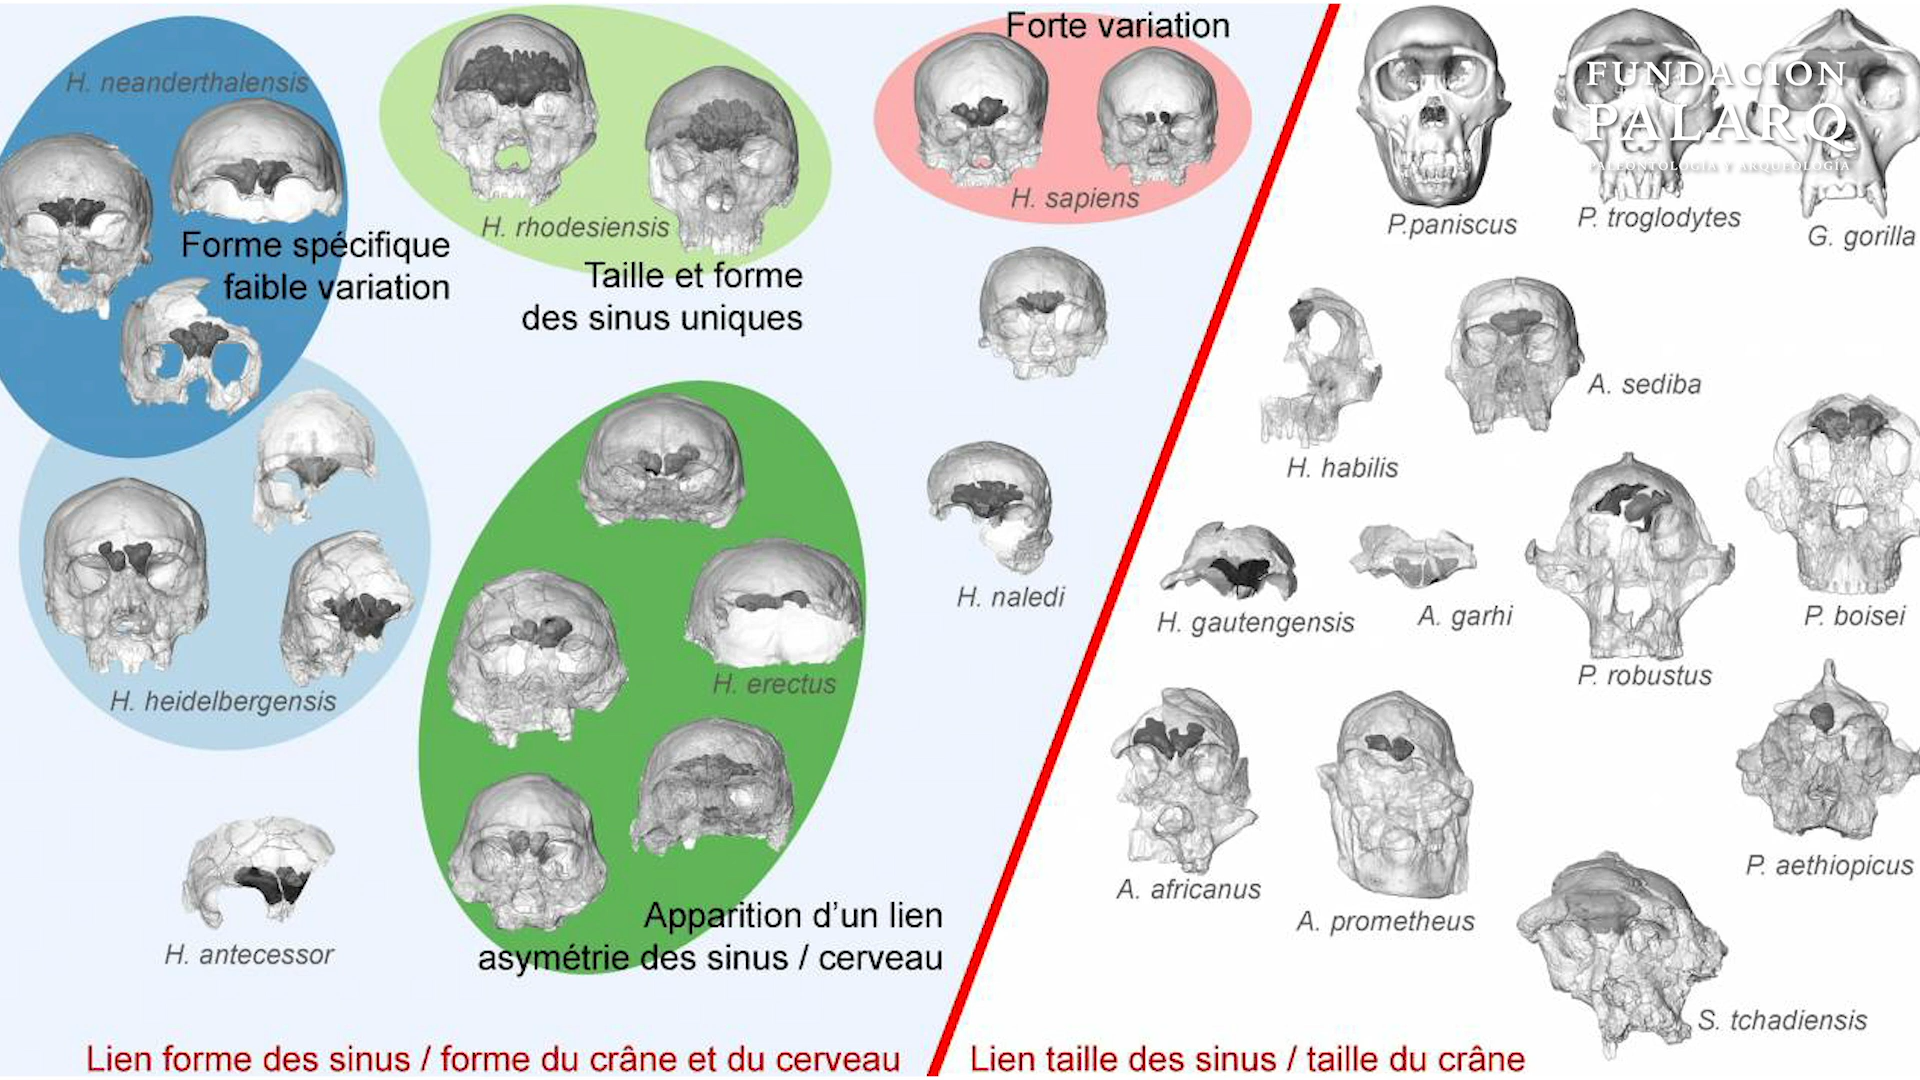 H. neanderthalensis
Forme spécifique
faible variation
H. rhodesiensis
Taille et forme
des sinus uniques
Forte variation
H. sapiens
H. heidelbergensis
H. erectus
Apparition d’un lien
asymétrie des sinus / cerveau
H. naledi
H. antecessor
Lien forme des sinus / forme du crâne et du cerveau
FUNDACIÓN
PALARQ
PALEONTOLOGÍA Y ARQUEOLOGÍA
P.paniscus
P. troglodytes
G. gorilla
H. habilis
A. sediba
H. gautengensis
A. garhi
P. robustus
P. boisei
A. africanus
A. prometheus
P. aethiopicus
S. tchadiensis
Lien taille des sinus / taille du crâne